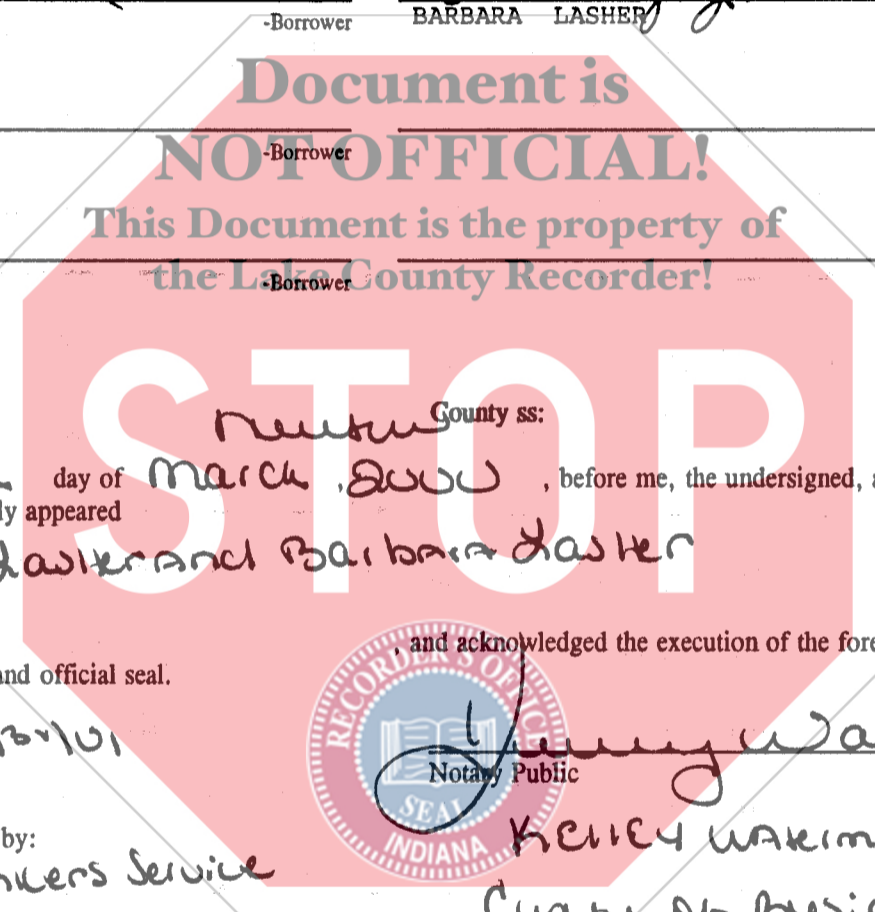 -Borrower BARBARA LASHER
Document is
NOT OFFICIAL!
-Borrower
This Document is the property of
the Lake County Recorder!
-Borrower
STOP
County ss:
day of March , 2000 , before me, the undersigned, a
ly appeared
Lasher and Barbara Lasher
, and acknowledged the execution of the fore
and official seal.
RECORDER'S OFFICE
SEAL
INDIANA
Notary Public
by:
Kelley Wakim
nkers Service